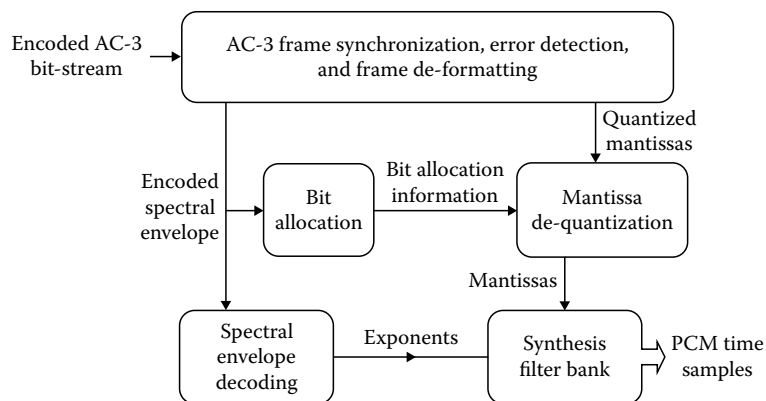 Encoded AC-3
bit-stream
AC-3 frame synchronization, error detection,
and frame de-formatting
Quantized
mantissas
Encoded
spectral
envelope
Bit
allocation
Bit allocation
information
Mantissa
de-quantization
Mantissas
Spectral
envelope
decoding
Exponents
Synthesis
filter bank
PCM time
samples